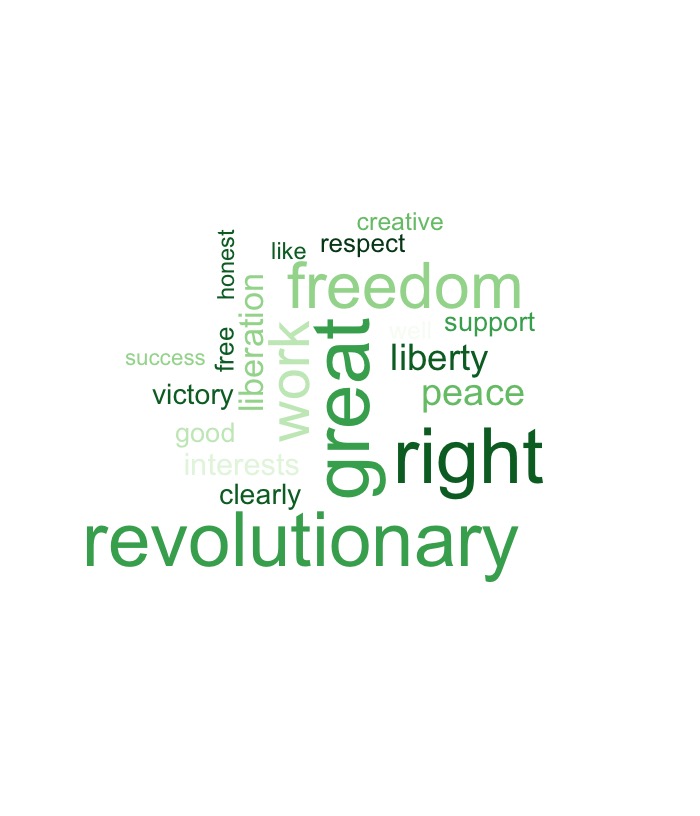 creative
respect
like
honest
freedom
liberation
support
well
work
great
free
liberty
success
victory
peace
good
right
interests
clearly
revolutionary